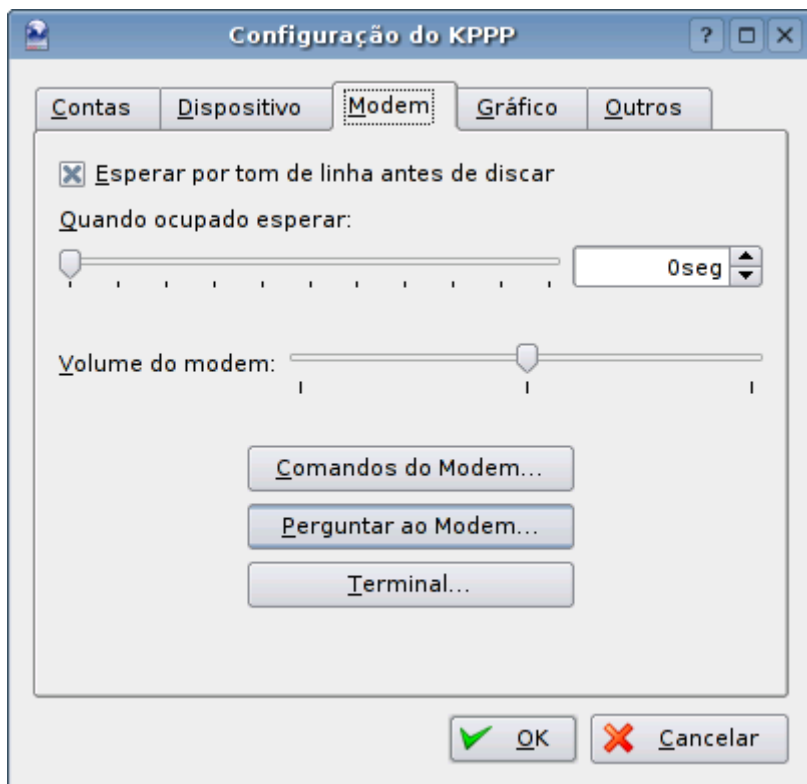 Configuração do KPPP
Contas Dispositivo Modem Gráfico Outros
Esperar por tom de linha antes de discar
Quando ocupado esperar:
0seg
Volume do modem:
Comandos do Modem...
Perguntar ao Modem...
Terminal...
OK Cancelar